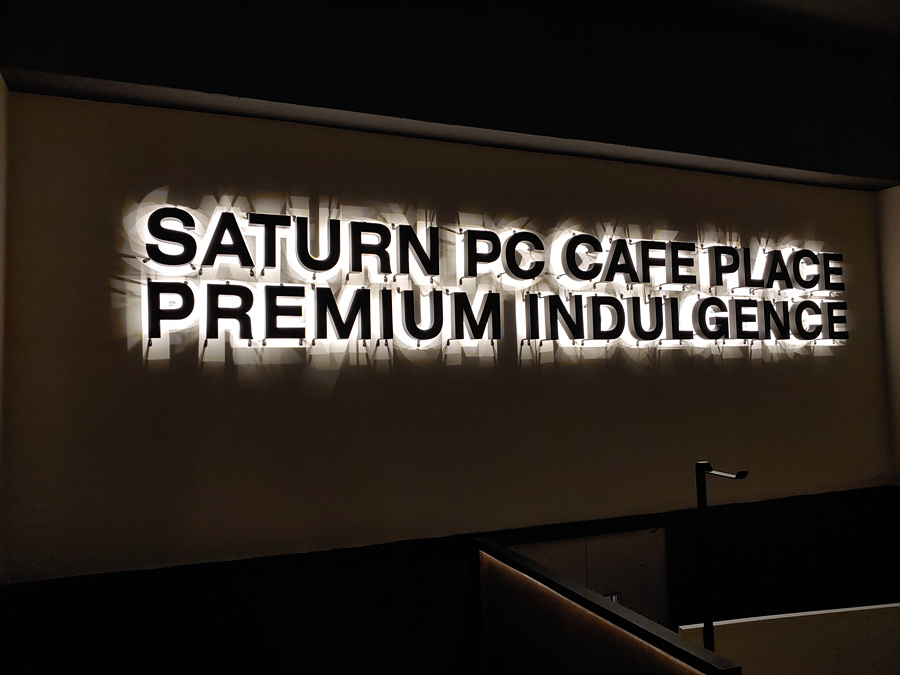 SATURN PC CAFE PLACE
PREMIUM INDULGENCE